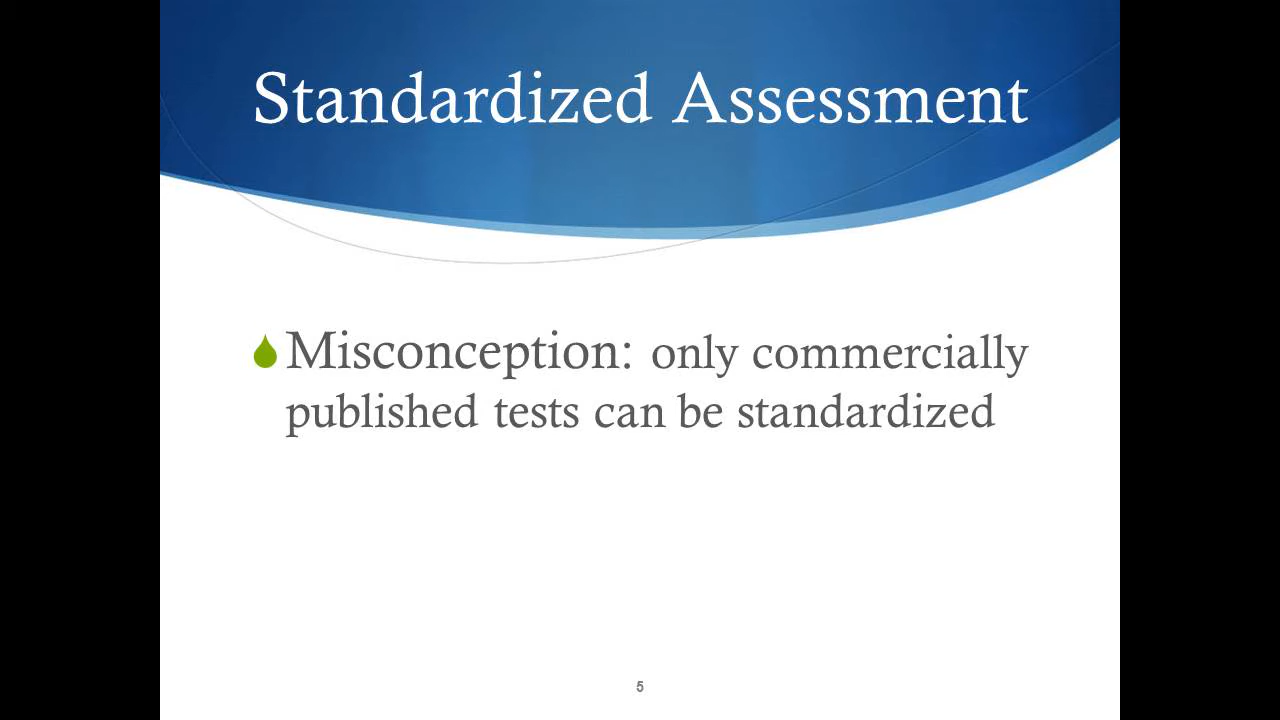 Standardized Assessment
Misconception: only commercially
published tests can be standardized
5